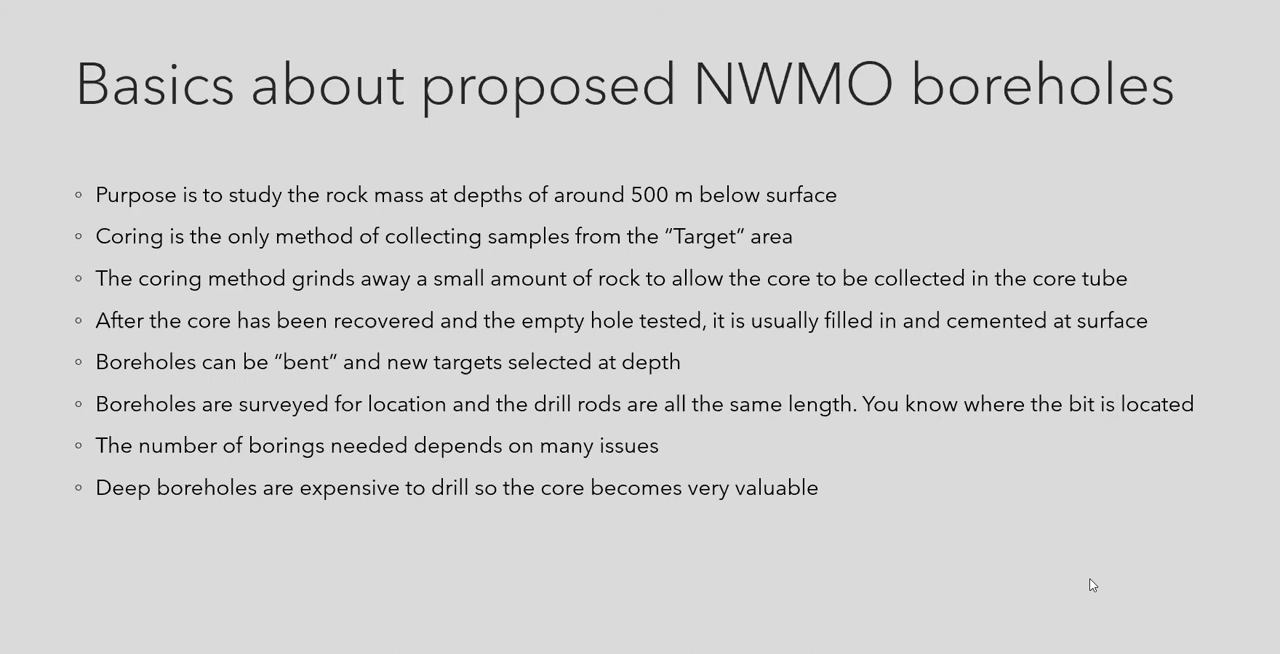 Basics about proposed NWMO boreholes
◦ Purpose is to study the rock mass at depths of around 500 m below surface
◦ Coring is the only method of collecting samples from the “Target” area
◦ The coring method grinds away a small amount of rock to allow the core to be collected in the core tube
◦ After the core has been recovered and the empty hole tested, it is usually filled in and cemented at surface
◦ Boreholes can be “bent” and new targets selected at depth
◦ Boreholes are surveyed for location and the drill rods are all the same length. You know where the bit is located
◦ The number of borings needed depends on many issues
◦ Deep boreholes are expensive to drill so the core becomes very valuable